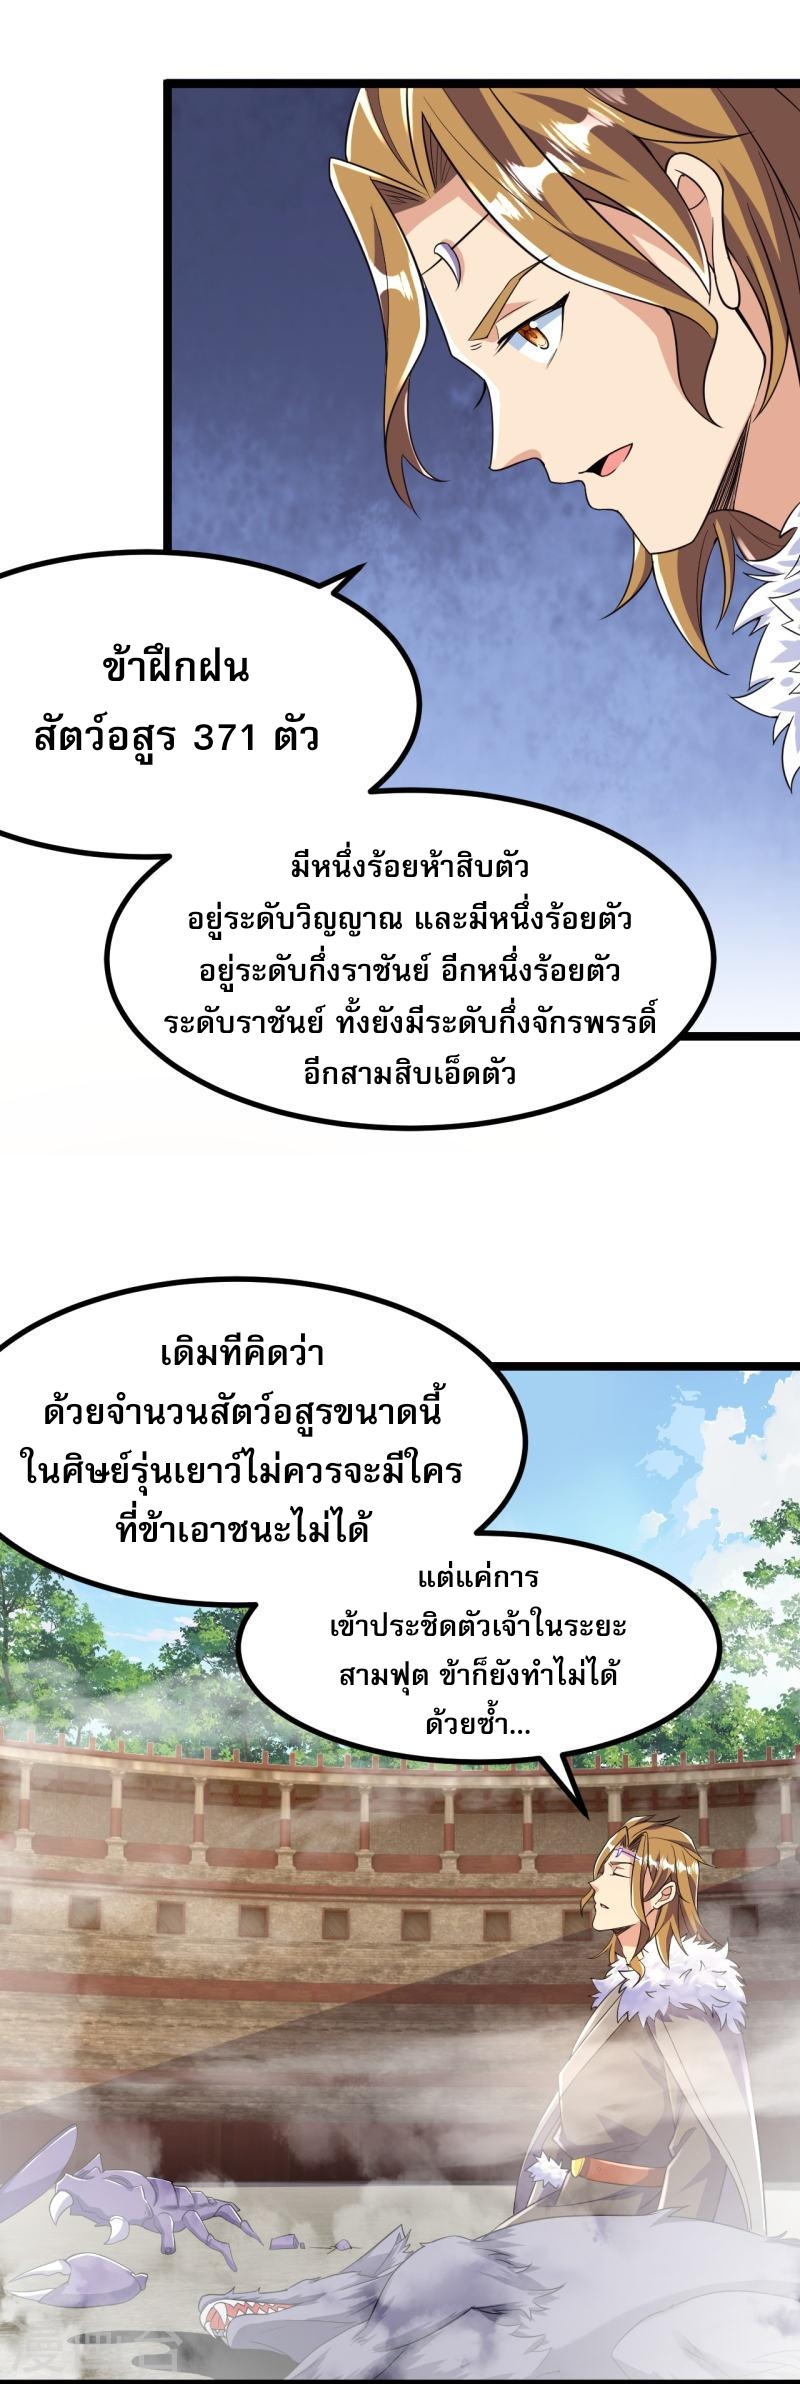 ข้าฝึกฝน
สัตว์อสูร 371 ตัว
มีหนึ่งร้อยห้าสิบตัว
อยู่ระดับวิญญาณ และมีหนึ่งร้อยตัว
อยู่ระดับกึ่งราชันย์ อีกหนึ่งร้อยตัว
ระดับราชันย์ ทั้งยังมีระดับกึ่งจักรพรรดิ์
อีกสามสิบเอ็ดตัว
เดิมทีคิดว่า
ด้วยจำนวนสัตว์อสูรขนาดนี้
ในศิษย์รุ่นเยาว์ไม่ควรจะมีใคร
ที่ข้าเอาชนะไม่ได้
แต่แค่การ
เข้าประชิดตัวเจ้าในระยะ
สามฟุต ข้าก็ยังทำไม่ได้
ด้วยซ้ำ...